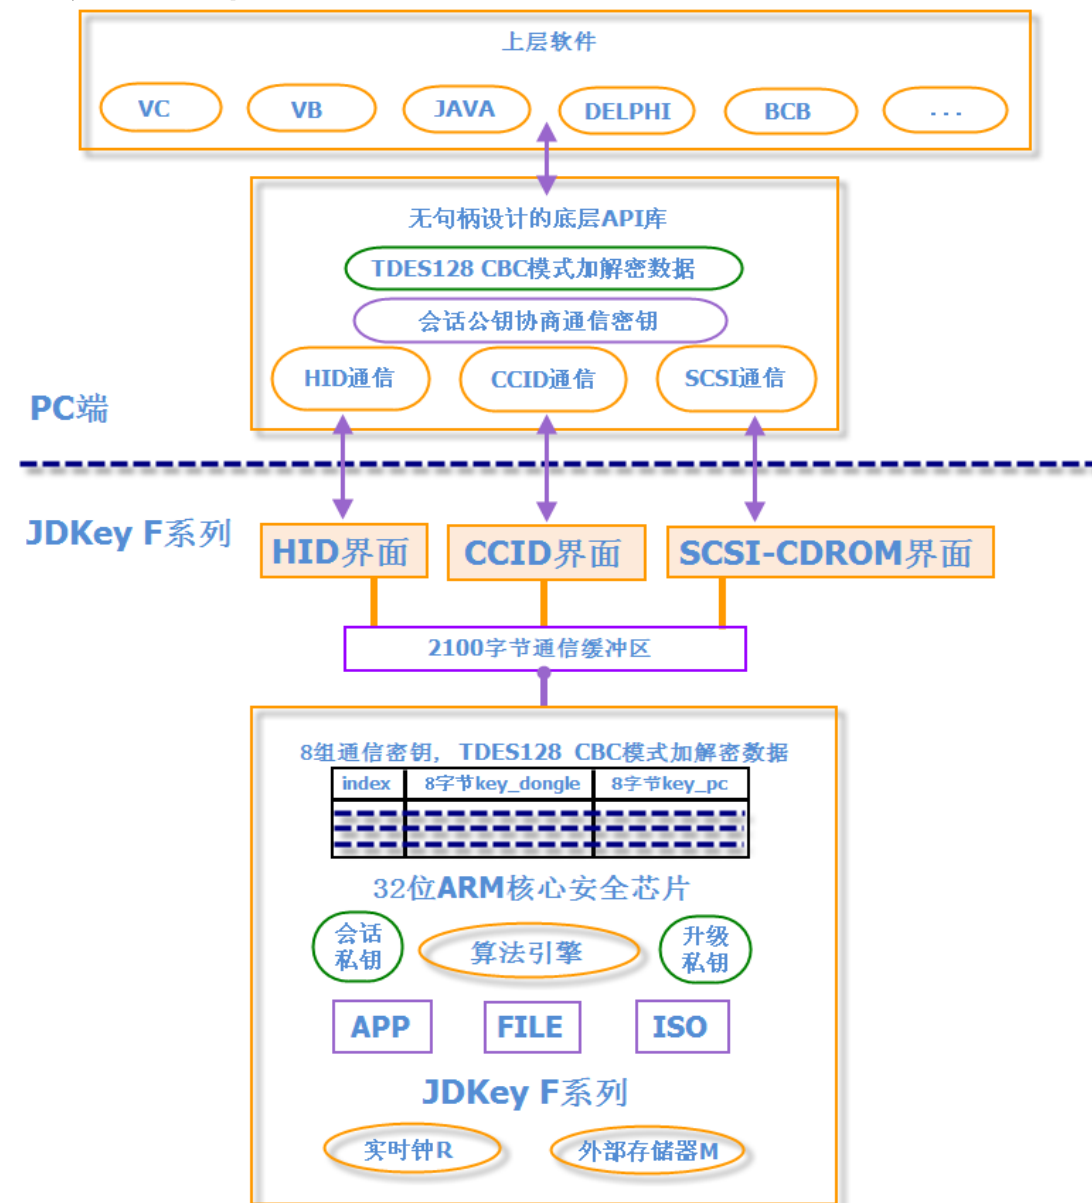 上层软件
VC VB JAVA DELPHI BCB ...
无句柄设计的底层API库
TDES128 CBC模式加解密数据
会话公钥协商通信密钥
HID通信 CCID通信 SCSI通信
PC端
JDKey F系列
HID界面 CCID界面 SCSI-CDROM界面
2100字节通信缓冲区
8组通信密钥, TDES128 CBC模式加解密数据
index 8字节key_dongle 8字节key_pc
32位ARM核心安全芯片
会话
私钥
算法引擎
升级
私钥
APP FILE ISO
JDKey F系列
实时钟R 外部存储器M